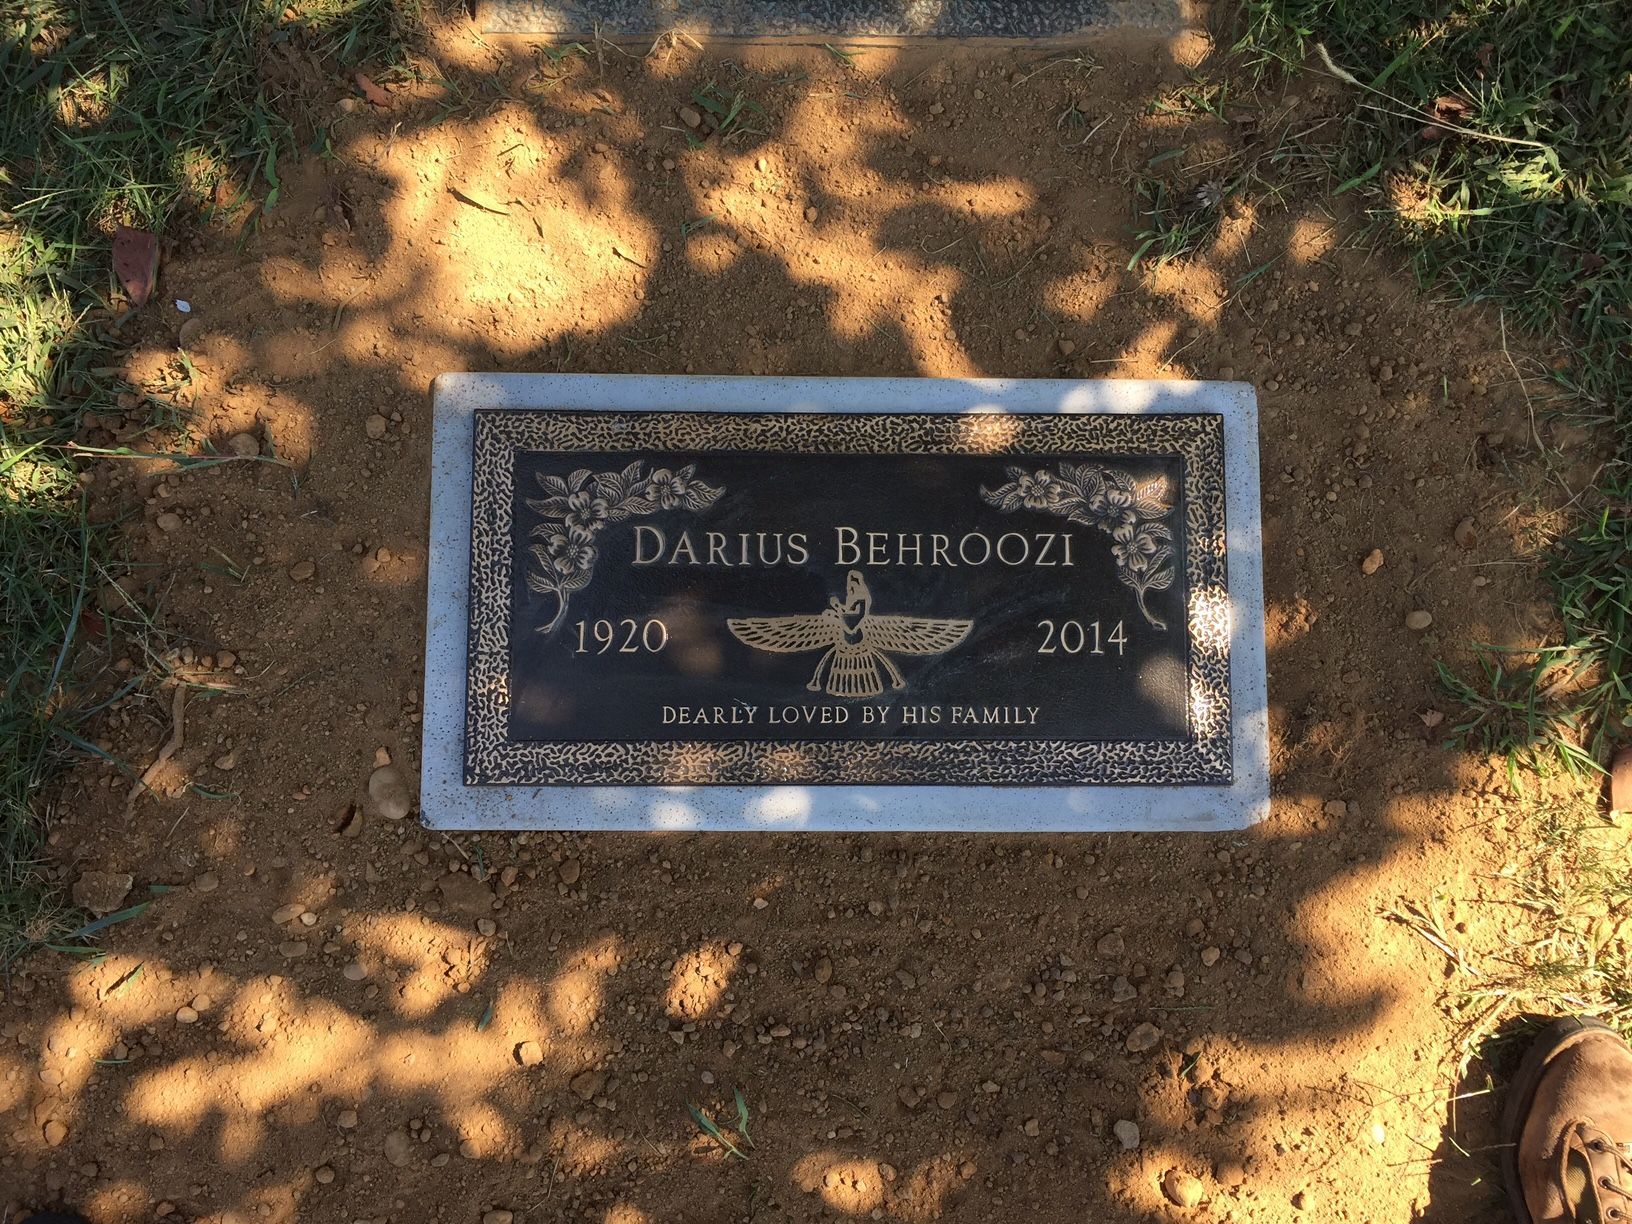 DARIUS BEHROOZI
1920 2014
DEARLY LOVED BY HIS FAMILY